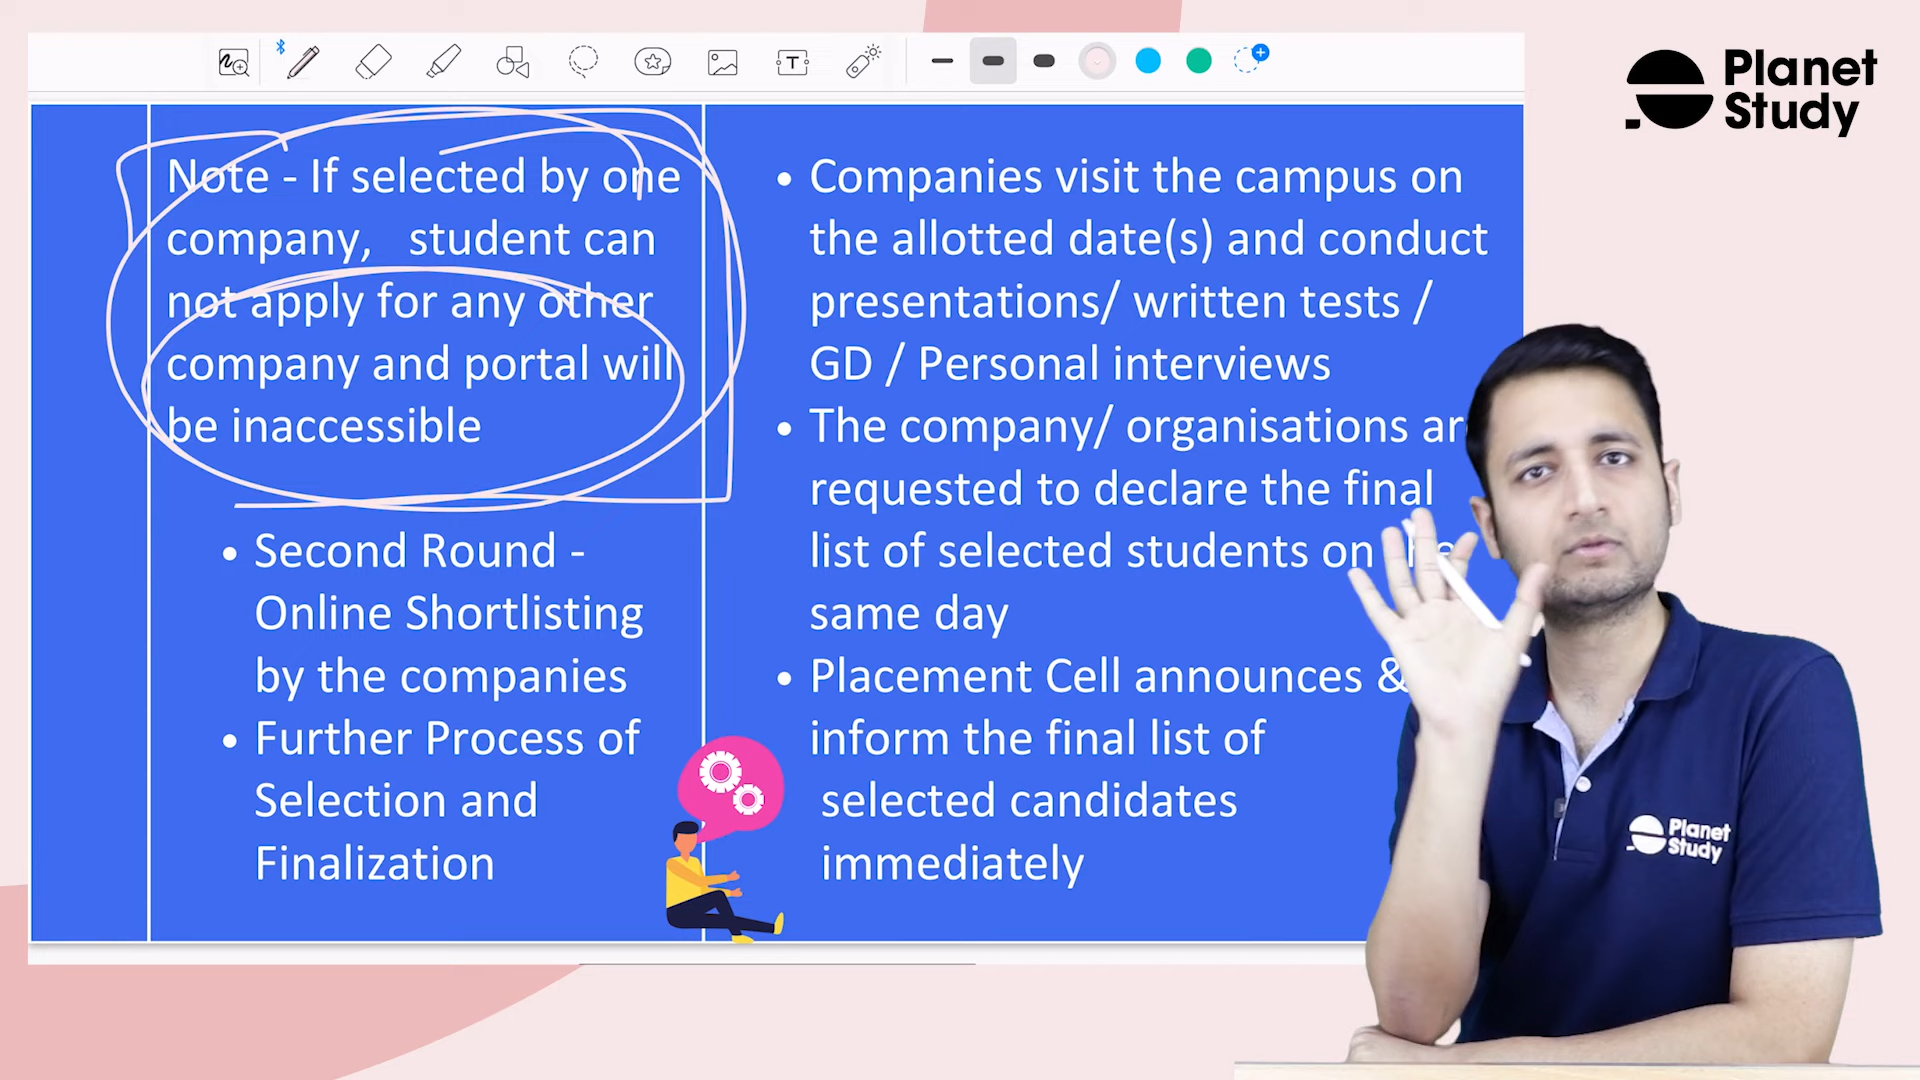 Planet
Study
Note - If selected by one
company, student can
not apply for any other
company and portal will
be inaccessible
• Second Round -
Online Shortlisting
by the companies
• Further Process of
Selection and
Finalization
• Companies visit the campus on
the allotted date(s) and conduct
presentations/ written tests /
GD / Personal interviews
• The company/ organisations ar
requested to declare the final
list of selected students on he
same day
• Placement Cell announces &
inform the final list of
selected candidates
immediately
Planet
Study
T